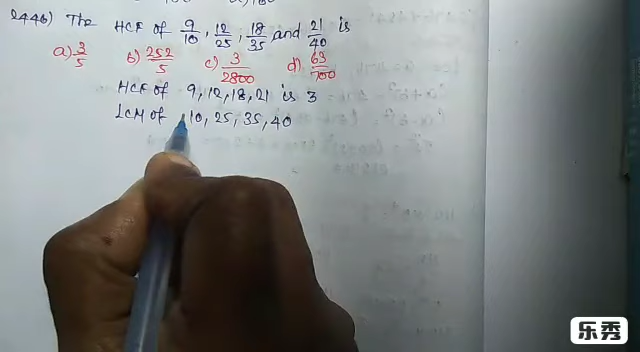 2446) The HCF of 9/10, 12/25, 18/35, and 21/40 is
a) 3/5 b) 252/5 c) 3/2800 d) 63/700
HCF of 9, 12, 18, 21 is 3
LCM of 10, 25, 35, 40
乐秀